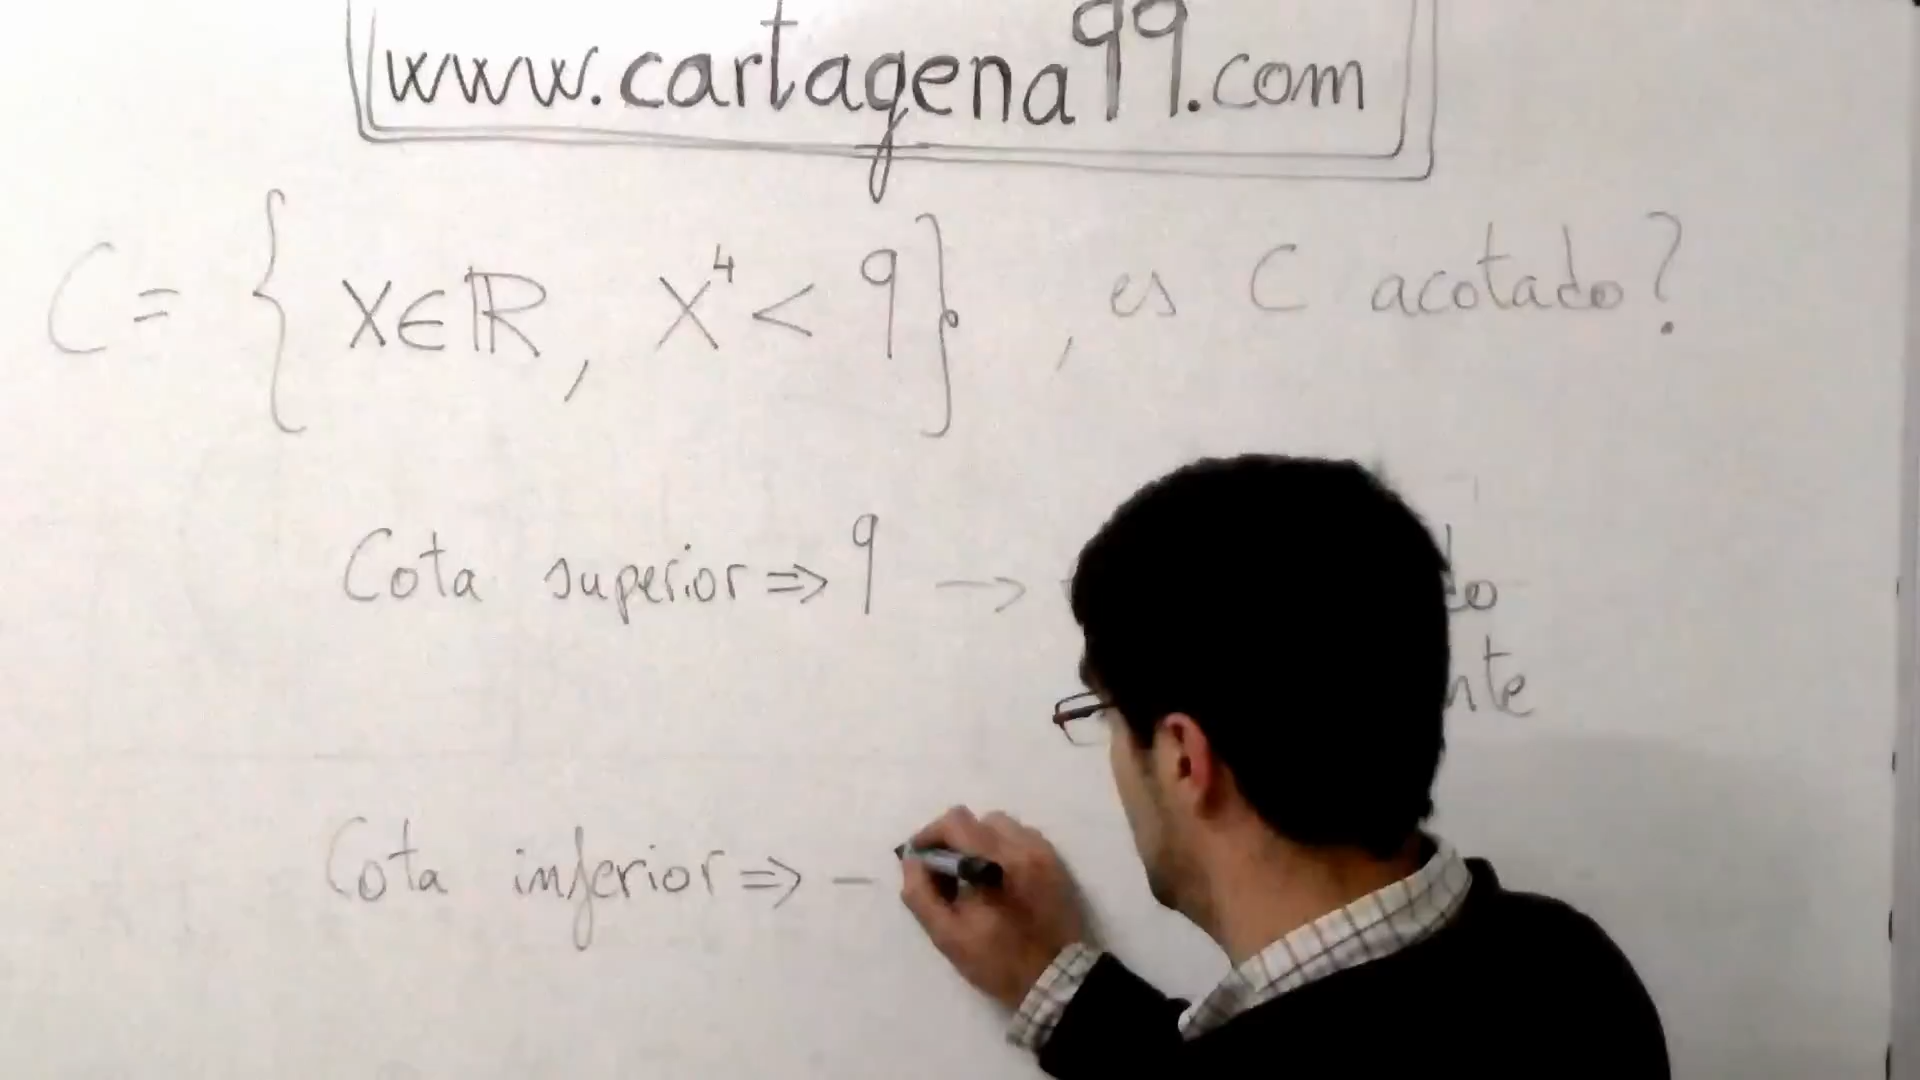 www.cartagena99.com
C = { x ∈ ℝ, x⁴ < 9 }, es C acotado?
Cota superior ⇒ 9 →
Cota inferior ⇒ –